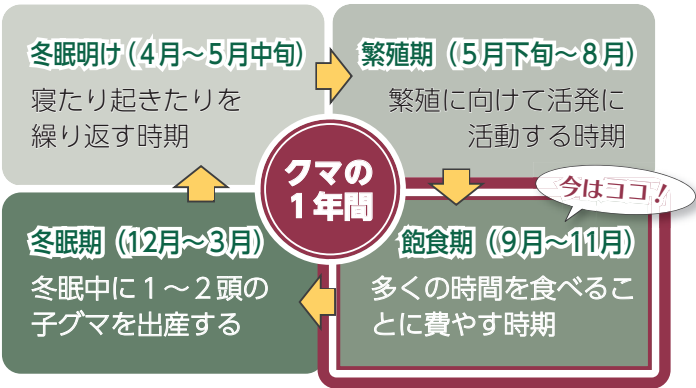 冬眠明け(4月～5月中旬)
寝たり起きたりを
繰り返す時期
繁殖期(5月下旬～8月)
繁殖に向けて活発に
活動する時期
クマの
1年間
今はココ!
冬眠期(12月～3月)
冬眠中に1～2頭の
子グマを出産する
飽食期(9月～11月)
多くの時間を食べるこ
とに費やす時期